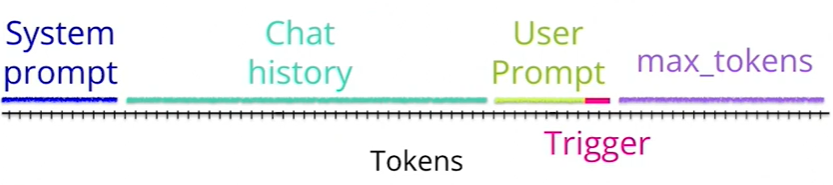 System
prompt
Chat
history
User
Prompt
max_tokens
Trigger
Tokens